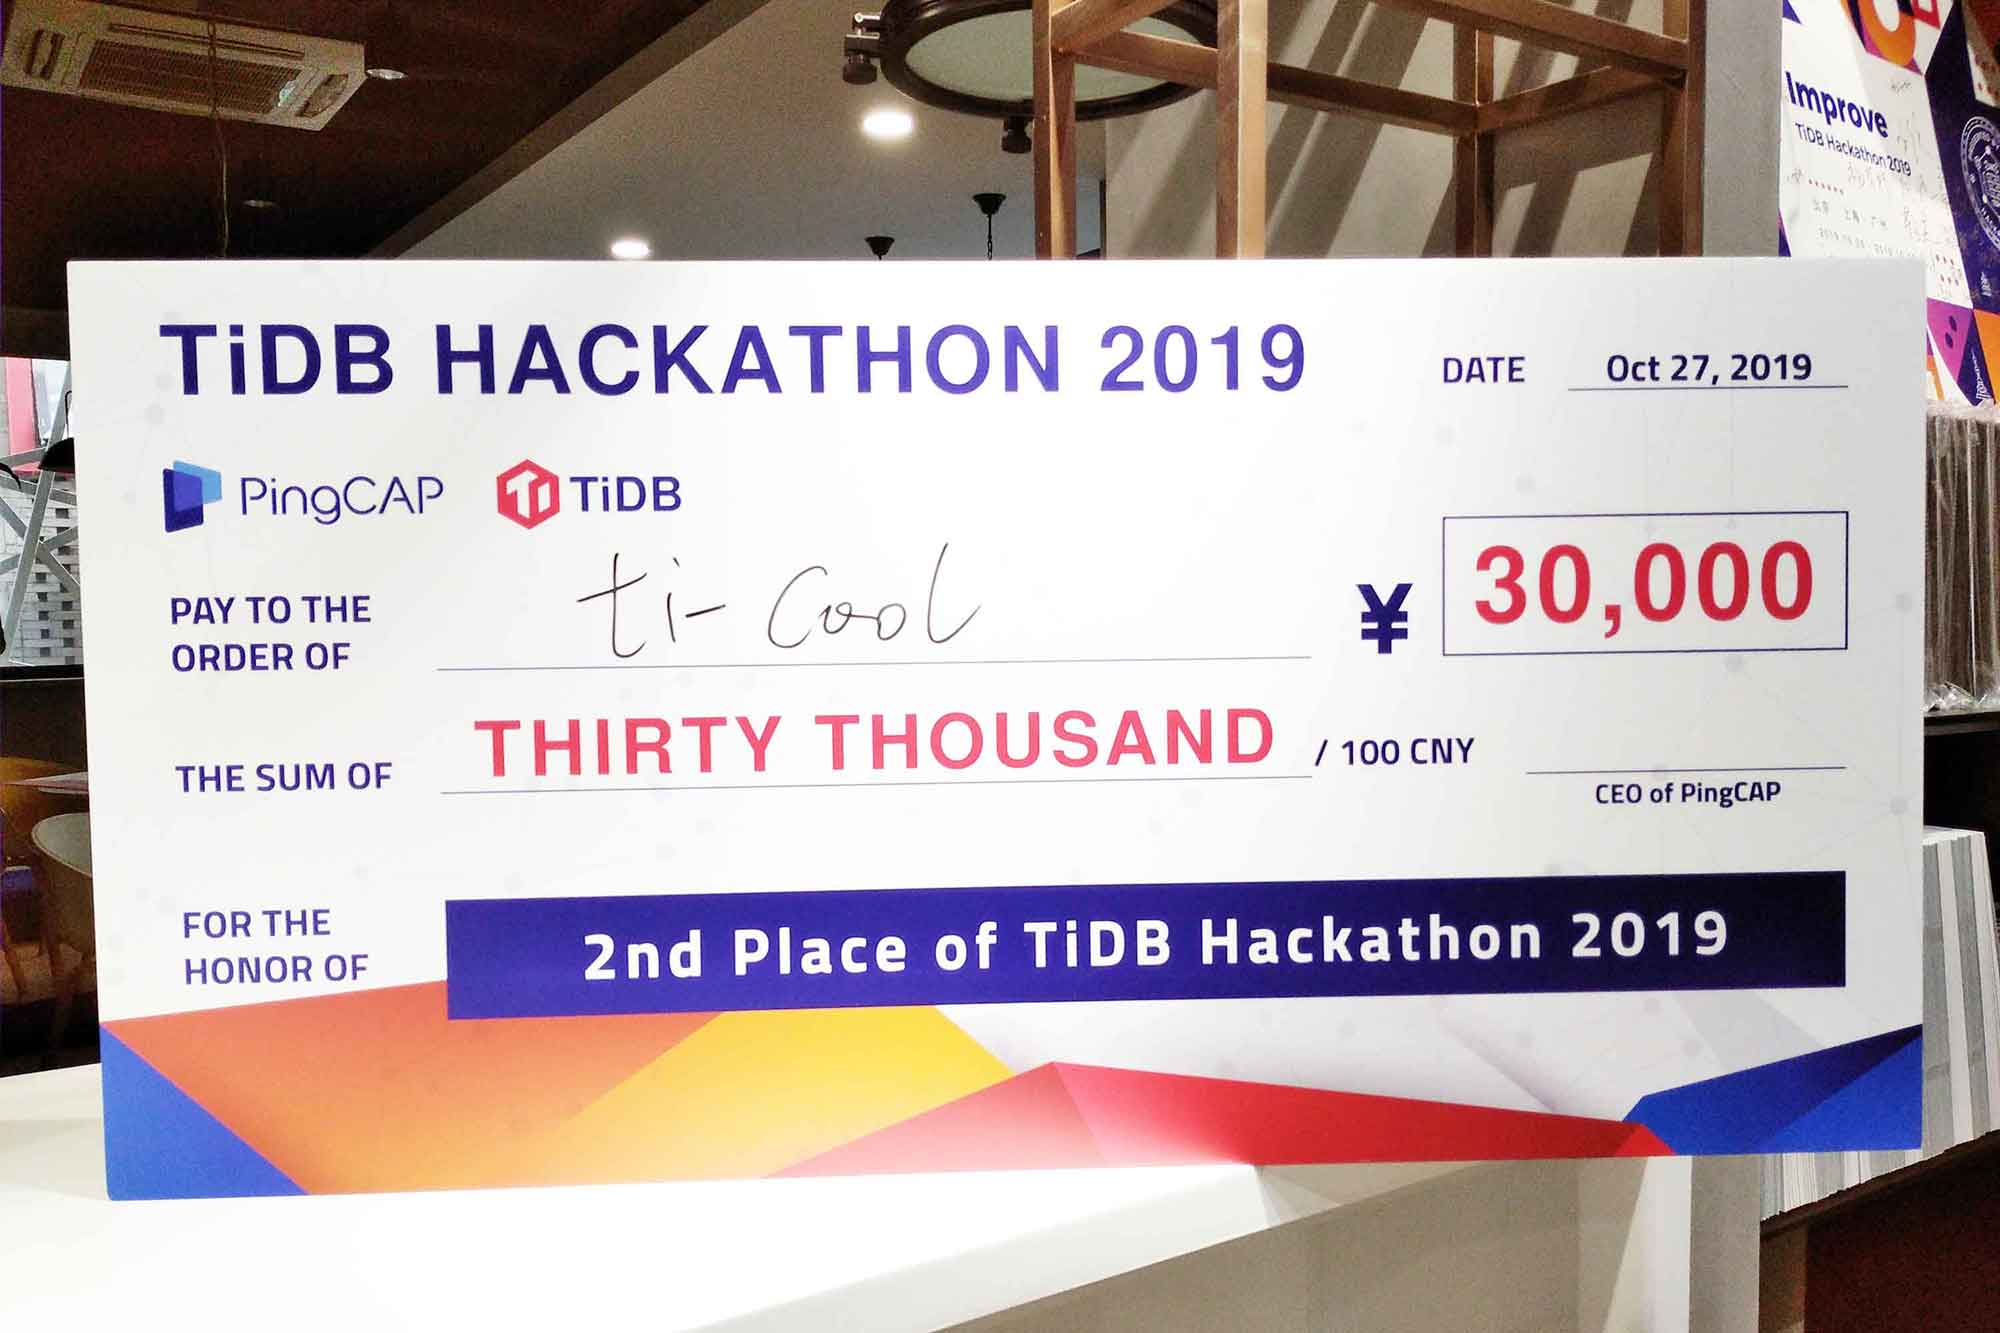 Improve
TiDB Hackathon 2019
TiDB HACKATHON 2019
DATE Oct 27, 2019
PingCAP TiDB
PAY TO THE
ORDER OF
ti-Cool
¥ 30,000
THE SUM OF THIRTY THOUSAND / 100 CNY
CEO of PingCAP
FOR THE
HONOR OF
2nd Place of TiDB Hackathon 2019